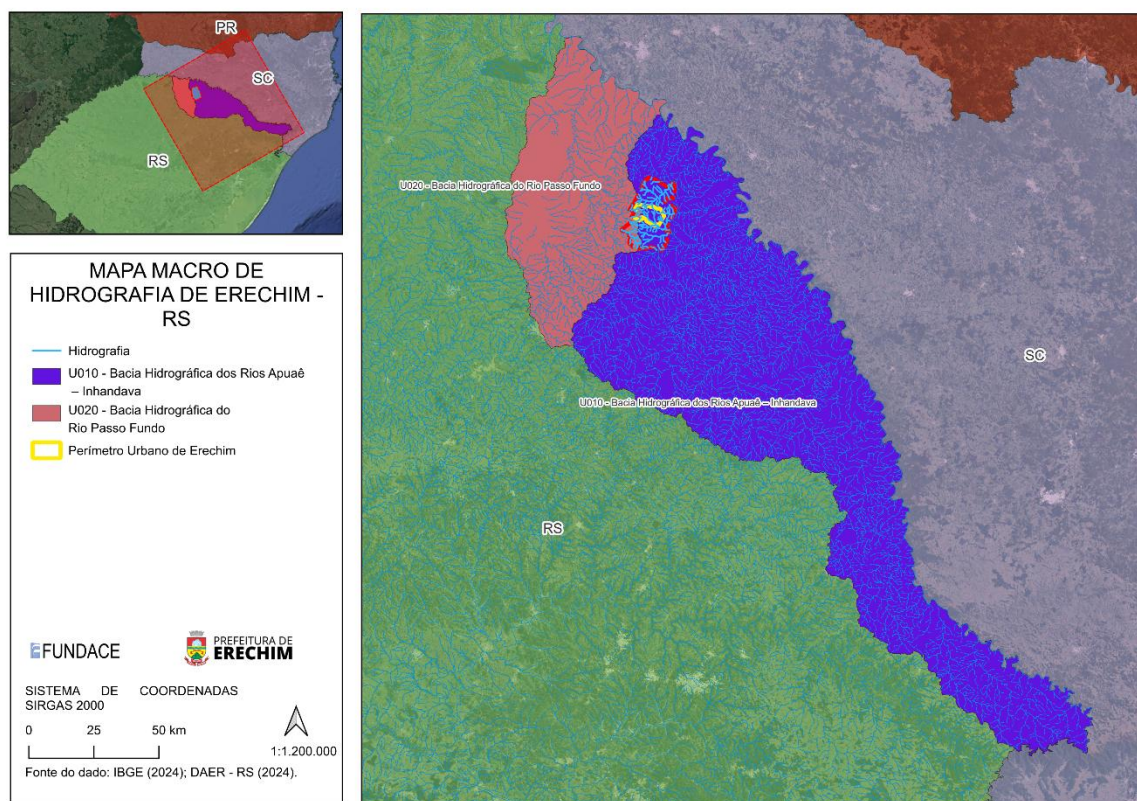 PR
SC
RS
MAPA MACRO DE
HIDROGRAFIA DE ERECHIM -
RS
Hidrografia
U010 - Bacia Hidrográfica dos Rios Apuaê
– Inhandava
U020 - Bacia Hidrográfica do
Rio Passo Fundo
Perímetro Urbano de Erechim
FUNDACE
PREFEITURA DE
ERECHIM
SISTEMA DE COORDENADAS
SIRGAS 2000
0 25 50 km
1:1.200.000
Fonte do dado: IBGE (2024); DAER - RS (2024).
U020 - Bacia Hidrográfica do Rio Passo Fundo
SC
U010 - Bacia Hidrográfica dos Rios Apuaê – Inhandava
RS